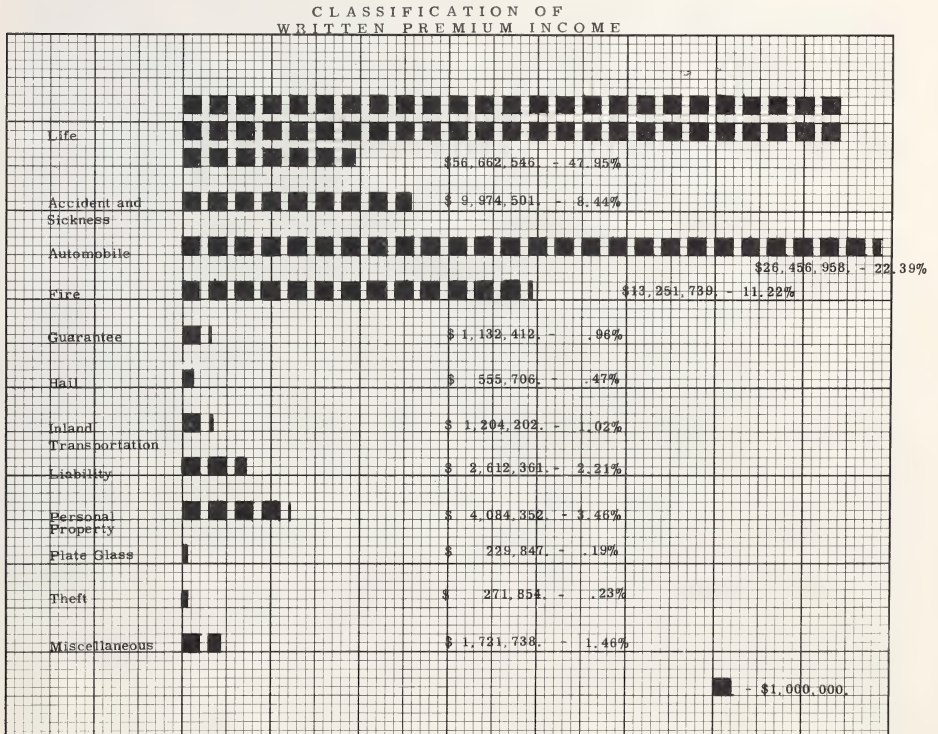 CLASSIFICATION OF
WRITTEN PREMIUM INCOME
Life
$56,662,546. - 47.95%
Accident and $ 9,974,501. - 8.44%
Sickness
Automobile
$26,456,958. - 22.39%
Fire $13,251,739. - 11.22%
Guarantee $ 1,132,412. - .96%
Hail $ 555,706. - .47%
Inland $ 1,204,202. - 1.02%
Transportation
Liability $ 2,612,361. - 2.21%
Personal $ 4,084,352. - 3.46%
Property
Plate Glass $ 229,847. - .19%
Theft $ 271,854. - .23%
Miscellaneous $ 1,721,738. - 1.46%
- $1,000,000.